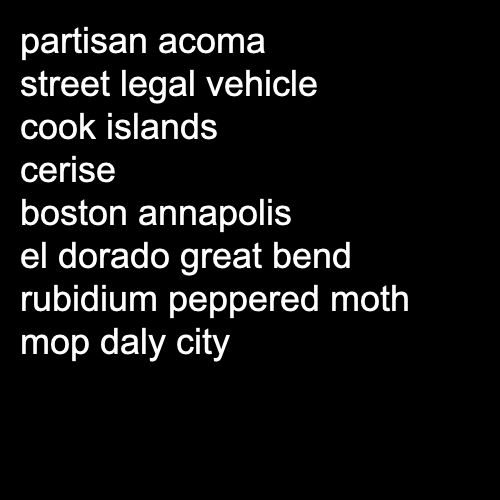 partisan acoma
street legal vehicle
cook islands
cerise
boston annapolis
el dorado great bend
rubidium peppered moth
mop daly city